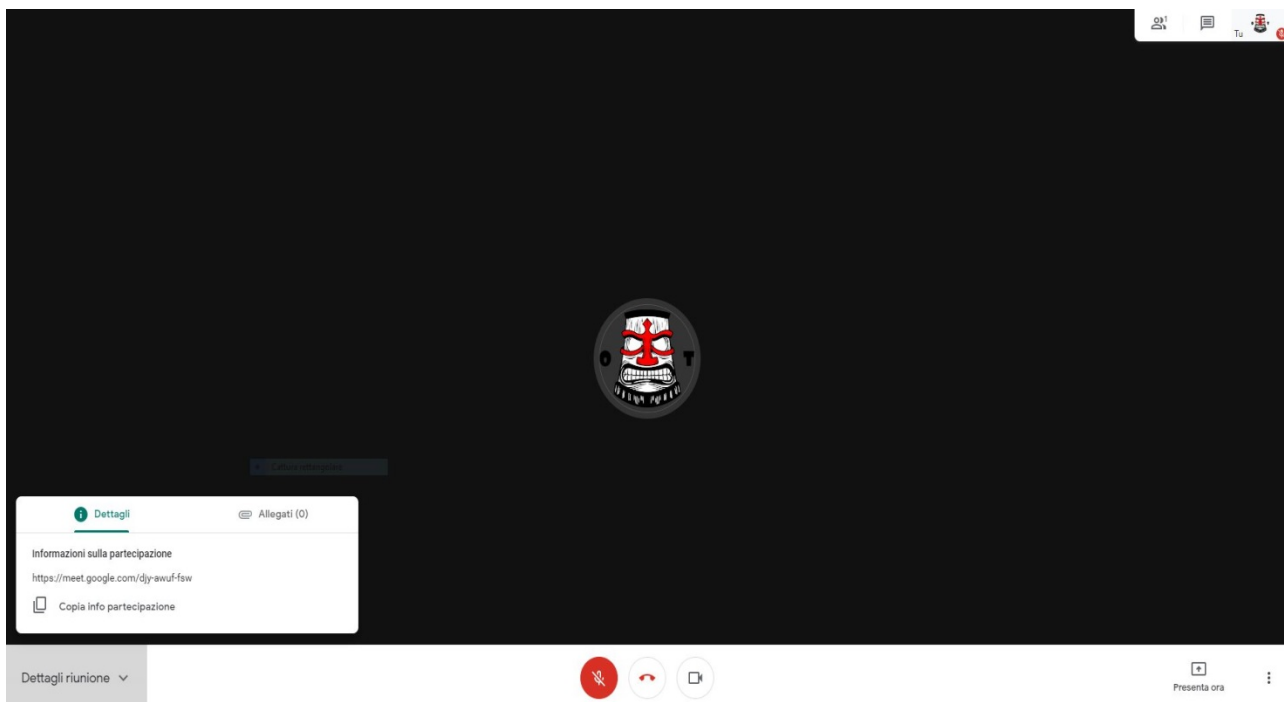 1
Tu
O T
Dettagli
Allegati (0)
Informazioni sulla partecipazione
https://meet.google.com/djy-awuf-fsw
Copia info partecipazione
Dettagli riunione
Presenta ora